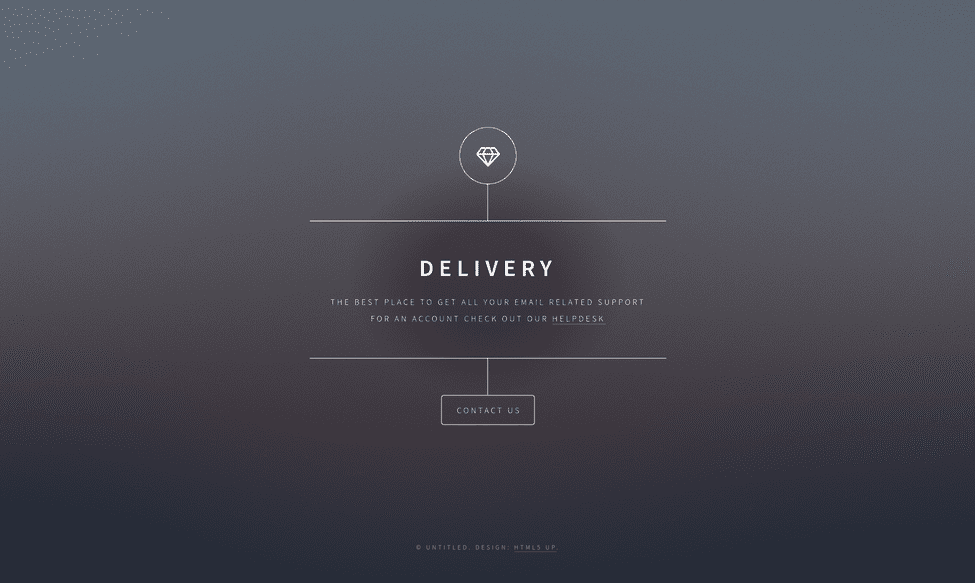 DELIVERY
THE BEST PLACE TO GET ALL YOUR EMAIL RELATED SUPPORT
FOR AN ACCOUNT CHECK OUT OUR HELPDESK
CONTACT US
© UNTITLED. DESIGN: HTML5 UP.